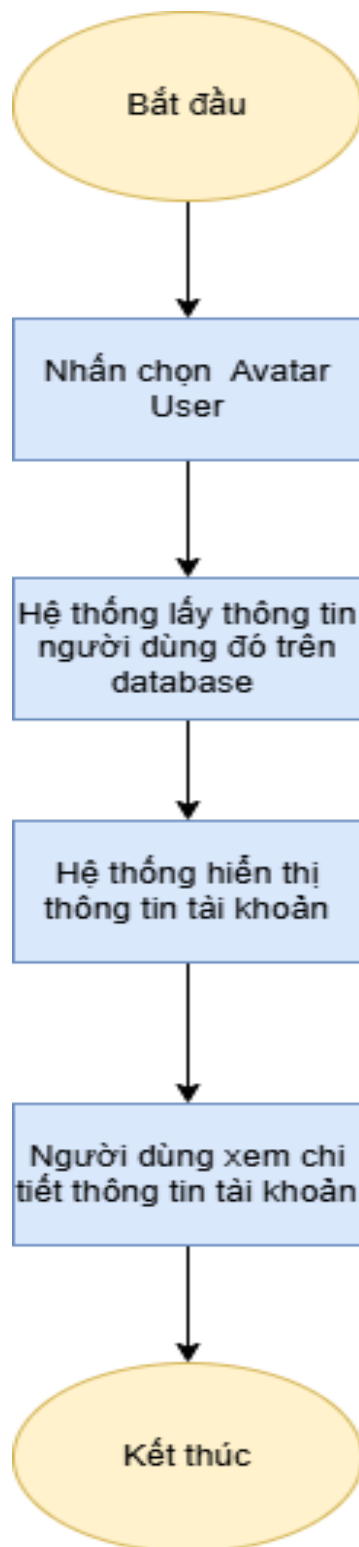 Bắt đầu
Nhấn chọn Avatar
User
Hệ thống lấy thông tin
người dùng đó trên
database
Hệ thống hiển thị
thông tin tài khoản
Người dùng xem chi
tiết thông tin tài khoản
Kết thúc